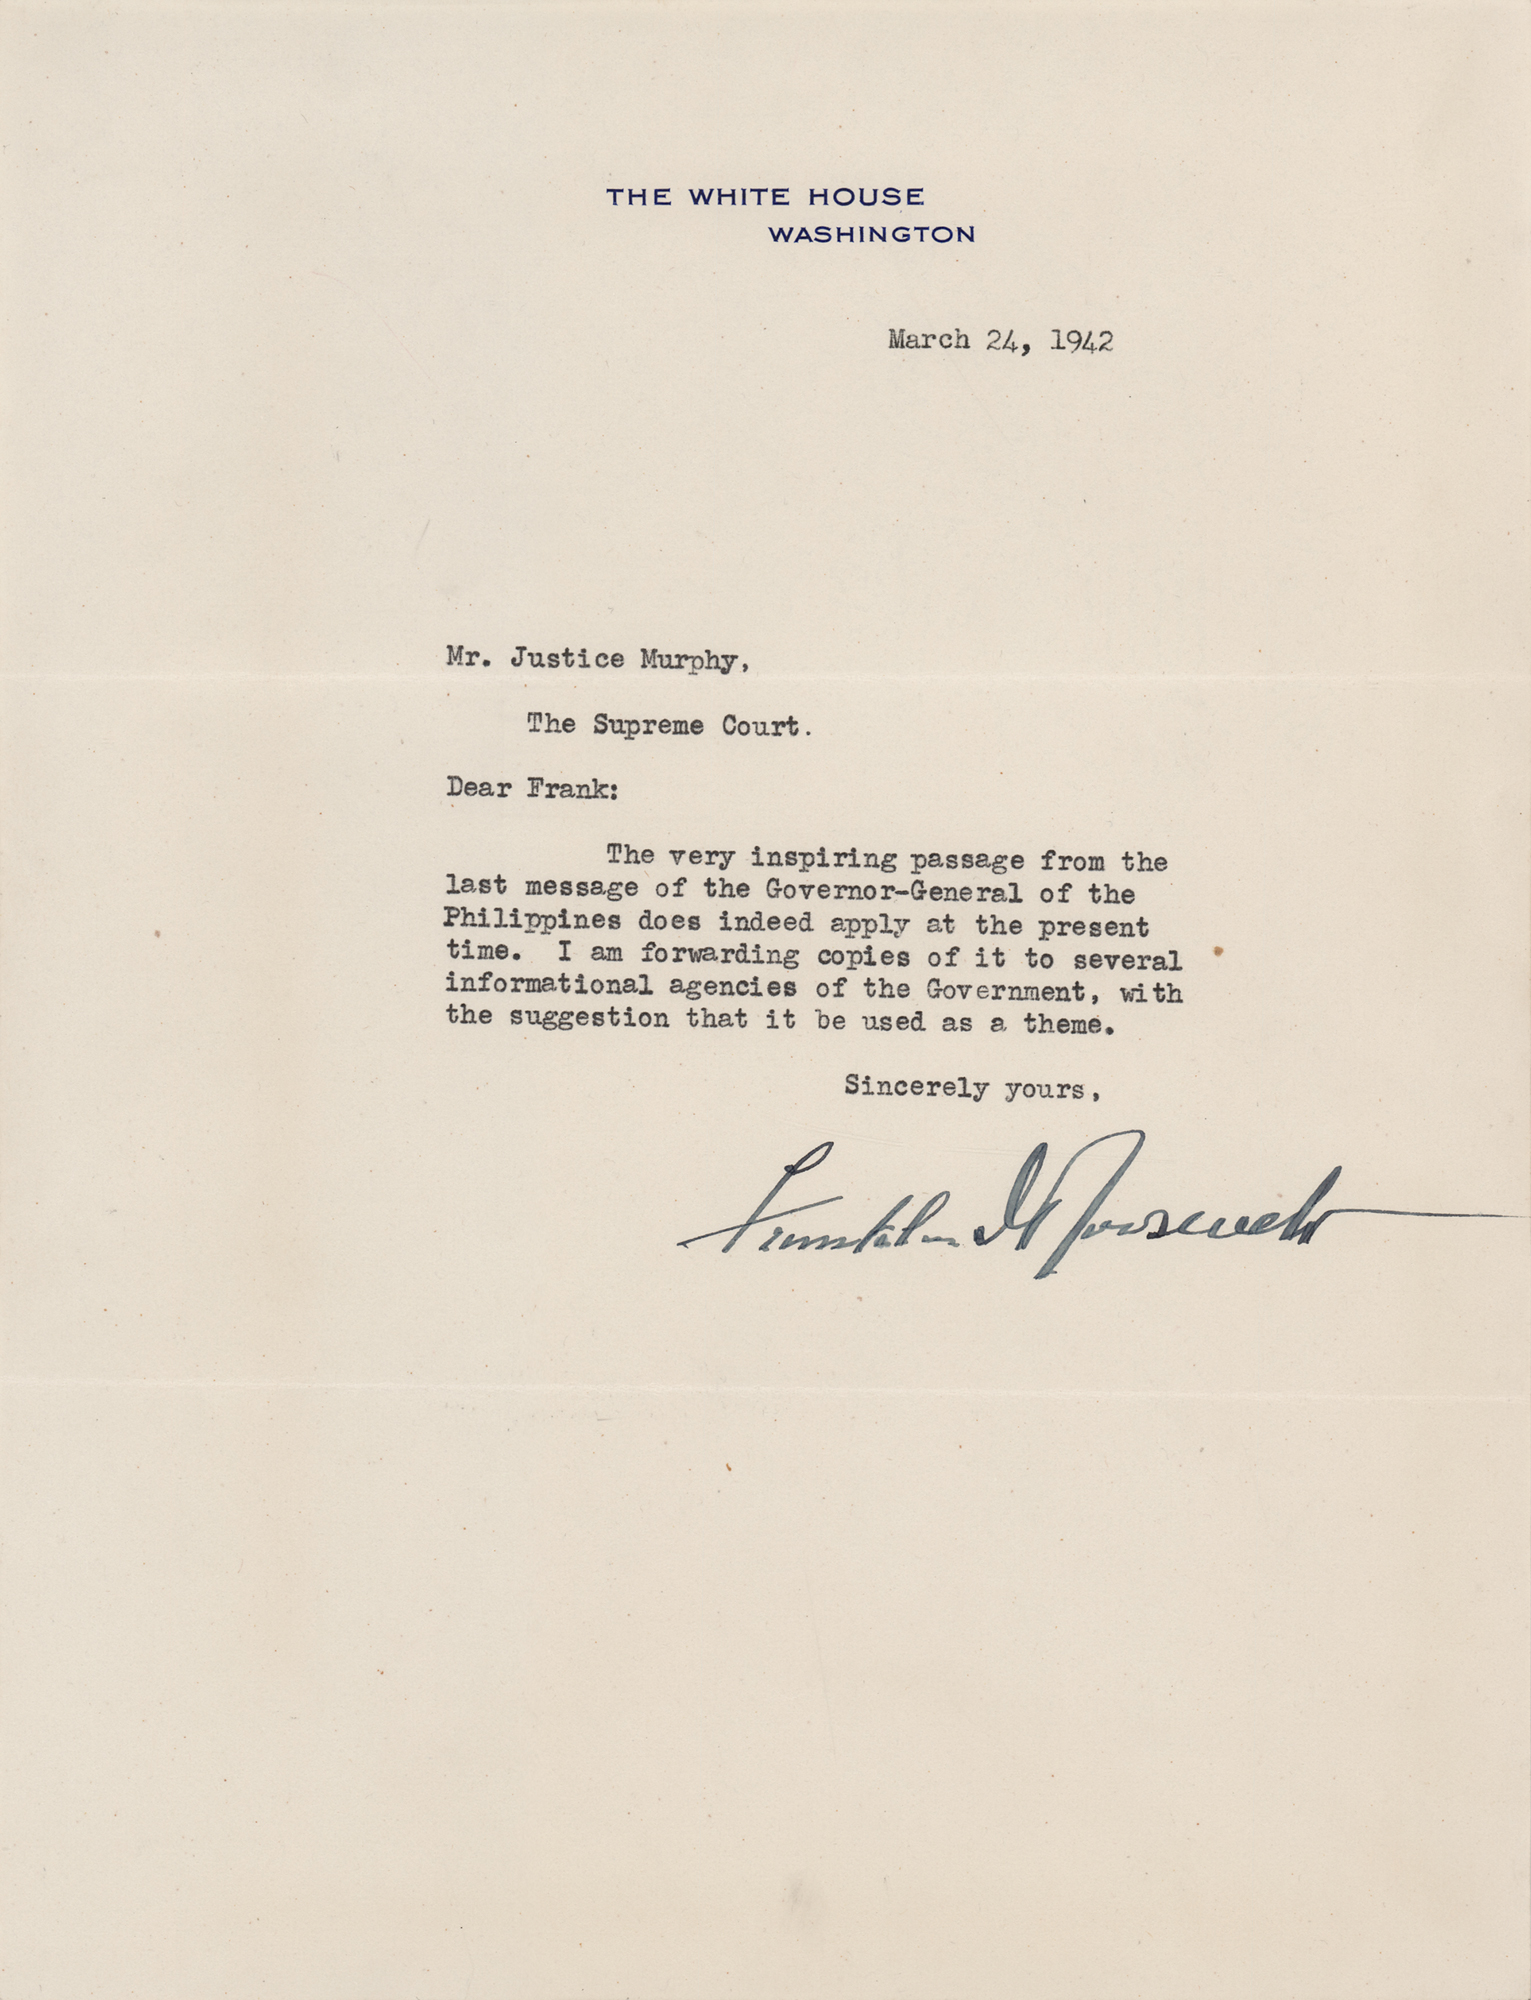 THE WHITE HOUSE
WASHINGTON
March 24, 1942
Mr. Justice Murphy,
The Supreme Court.
Dear Frank:
The very inspiring passage from the
last message of the Governor-General of the
Philippines does indeed apply at the present
time. I am forwarding copies of it to several
informational agencies of the Government, with
the suggestion that it be used as a theme.
Sincerely yours,
Franklin D Roosevelt